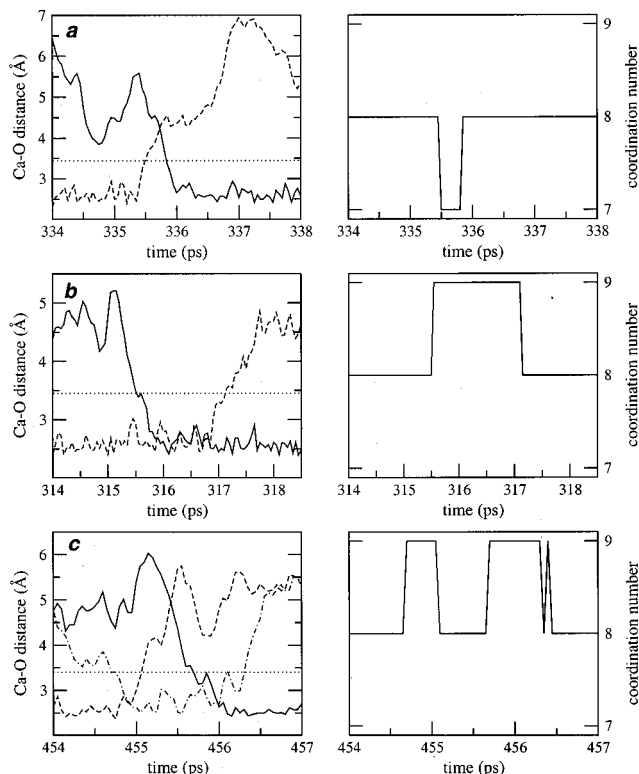 a
7
6
5
4
3
Ca-O distance (Å)
334 335 336 337 338
time (ps)
9
8
7
coordination number
334 335 336 337 338
time (ps)
b
5
4
3
Ca-O distance (Å)
314 315 316 317 318
time (ps)
9
8
7
coordination number
314 315 316 317 318
time (ps)
c
6
5
4
3
Ca-O distance (Å)
454 455 456 457
time (ps)
9
8
7
coordination number
454 455 456 457
time (ps)